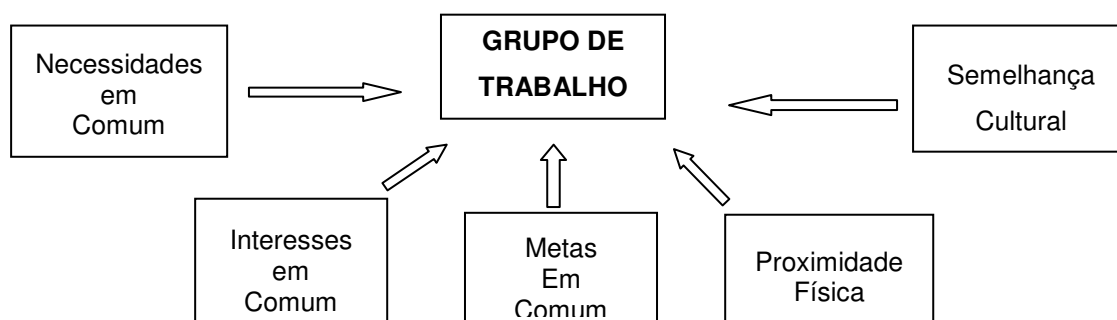 GRUPO DE
TRABALHO
Necessidades
em
Comum
Semelhança
Cultural
Interesses
em
Comum
Metas
Em
Comum
Proximidade
Física